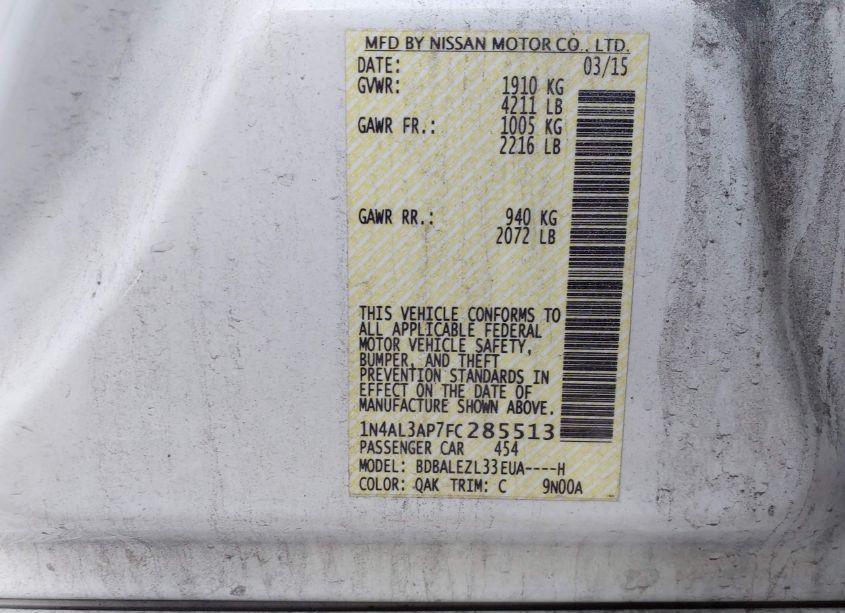 MFD BY NISSAN MOTOR CO., LTD.
DATE: 03/15
GVWR: 1910 KG
4211 LB
GAWR FR.: 1005 KG
2216 LB
GAWR RR.: 940 KG
2072 LB
THIS VEHICLE CONFORMS TO
ALL APPLICABLE FEDERAL
MOTOR VEHICLE SAFETY,
BUMPER, AND THEFT
PREVENTION STANDARDS IN
EFFECT ON THE DATE OF
MANUFACTURE SHOWN ABOVE.
1N4AL3AP7FC285513
PASSENGER CAR 454
MODEL: BDBALEZL33EUA----H
COLOR: QAK TRIM: C 9N00A